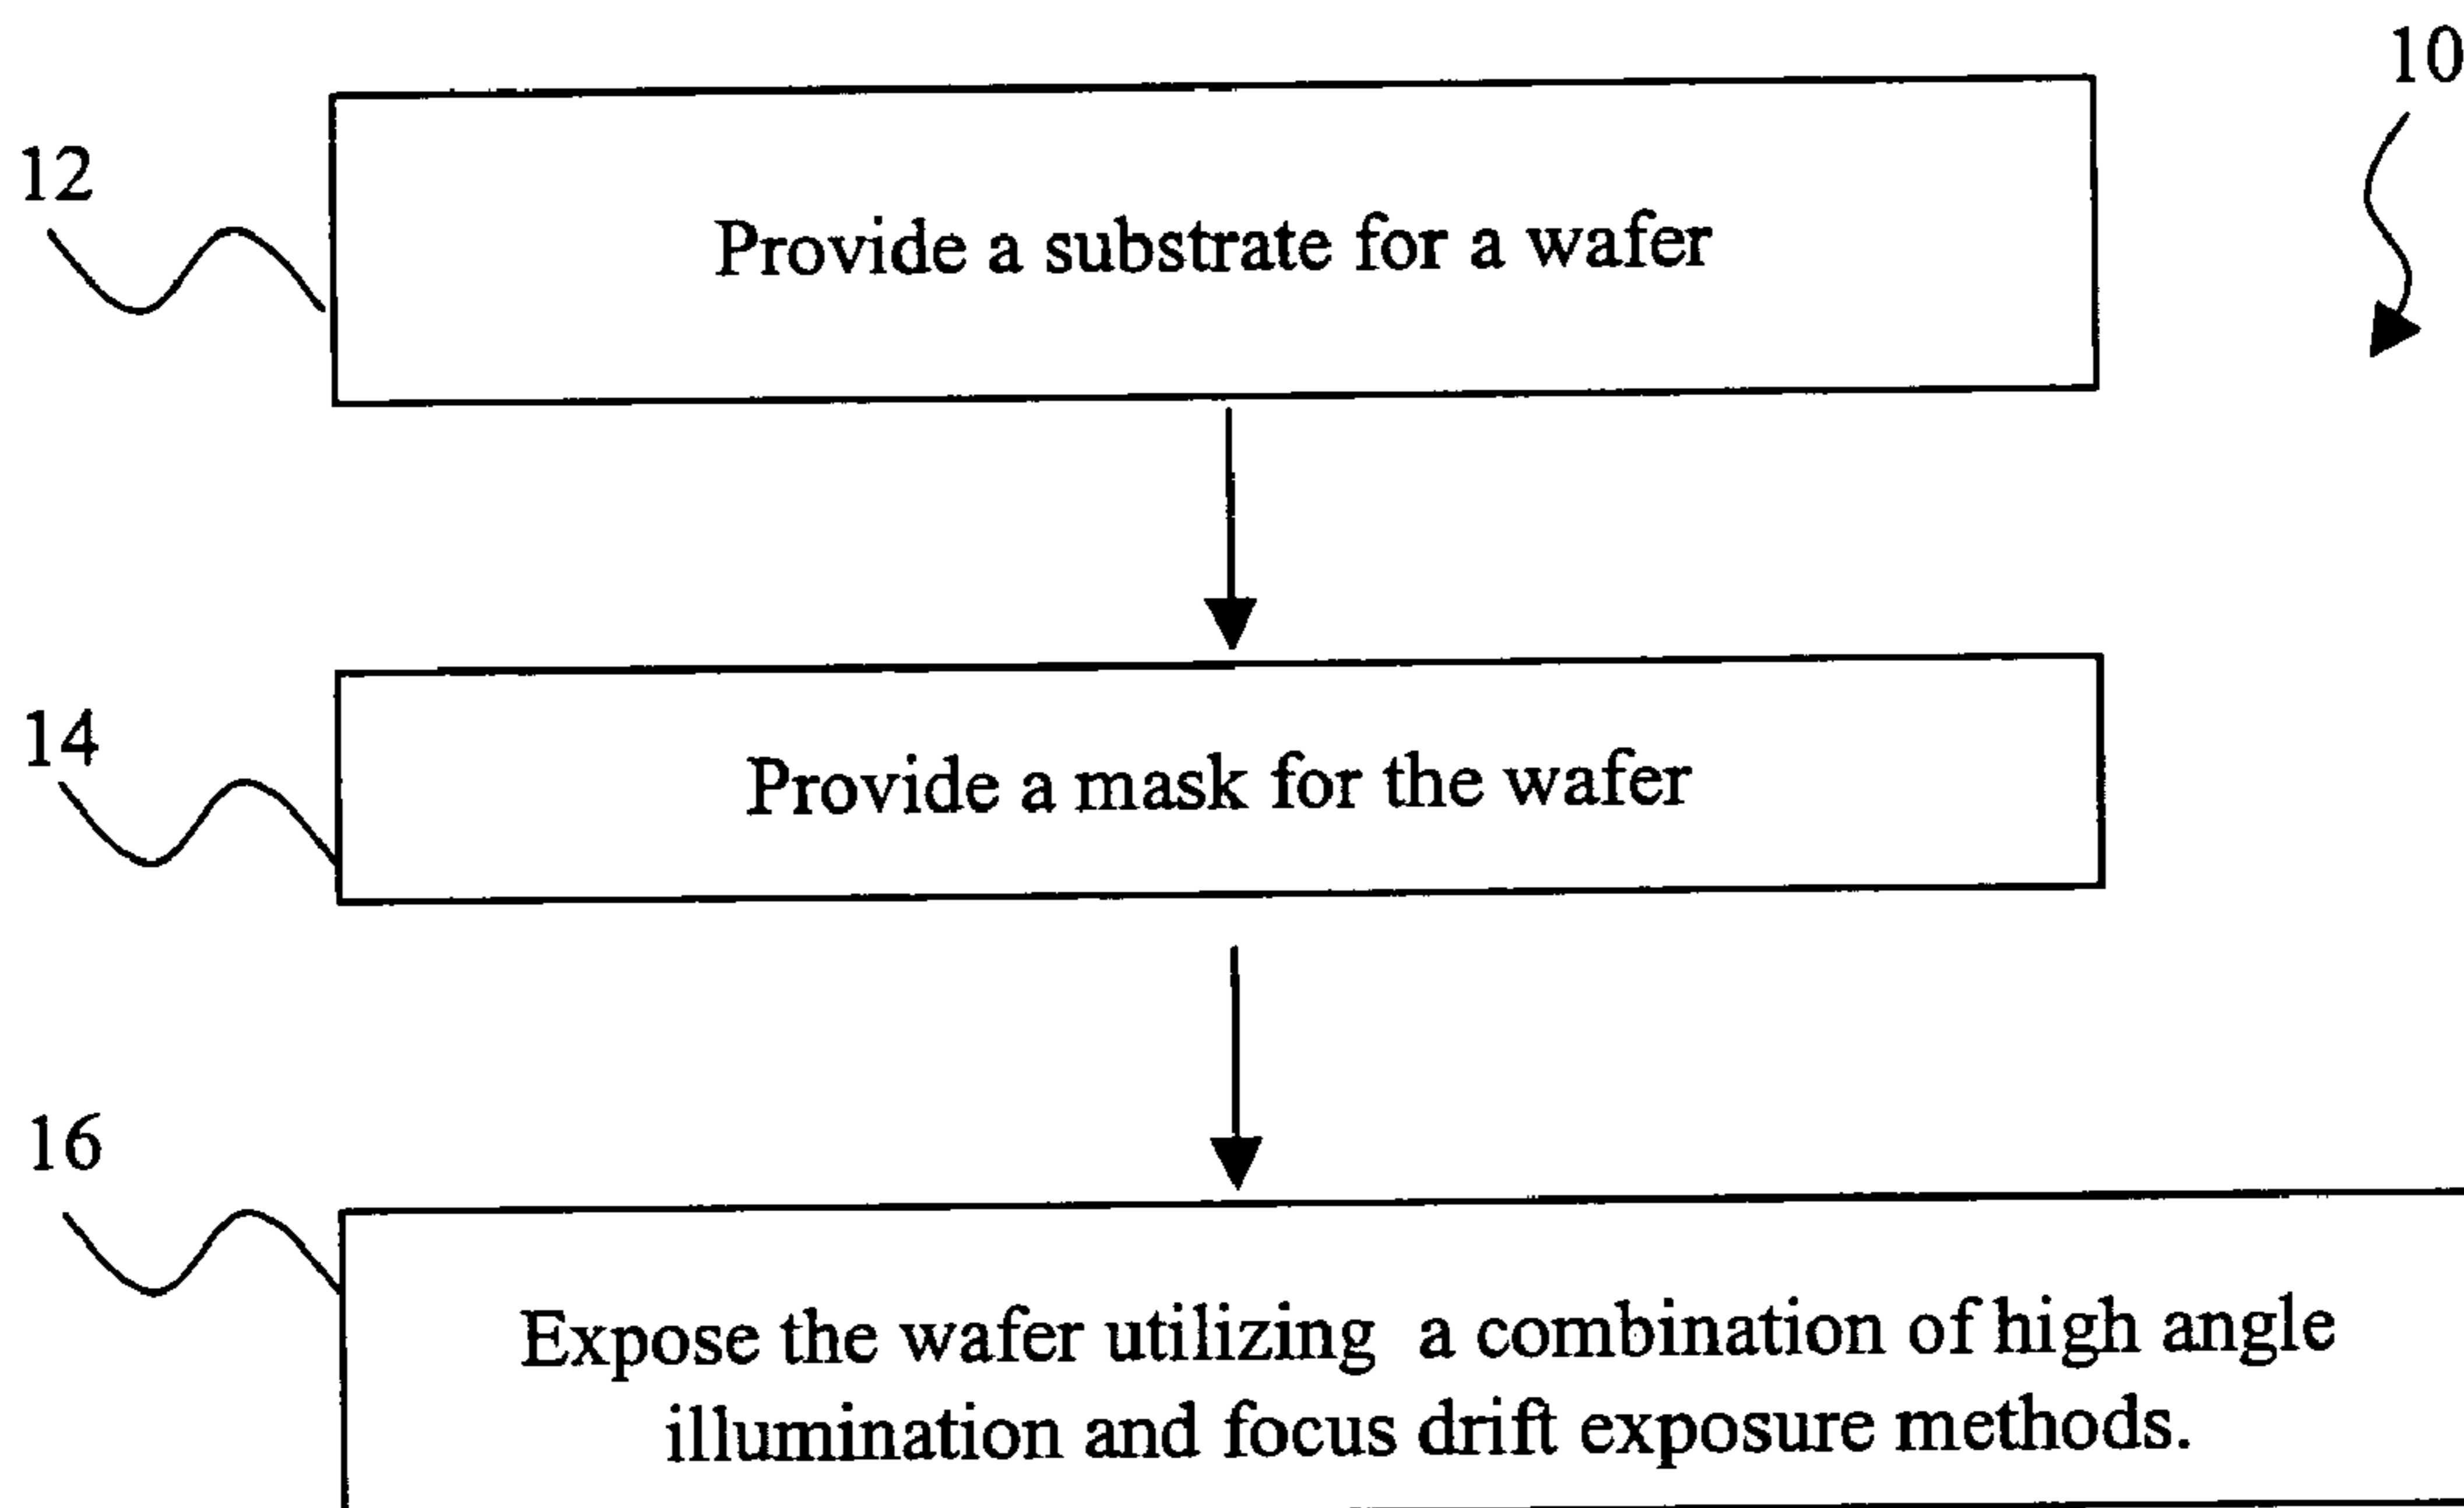 10
12
Provide a substrate for a wafer
14
Provide a mask for the wafer
16
Expose the wafer utilizing a combination of high angle
illumination and focus drift exposure methods.